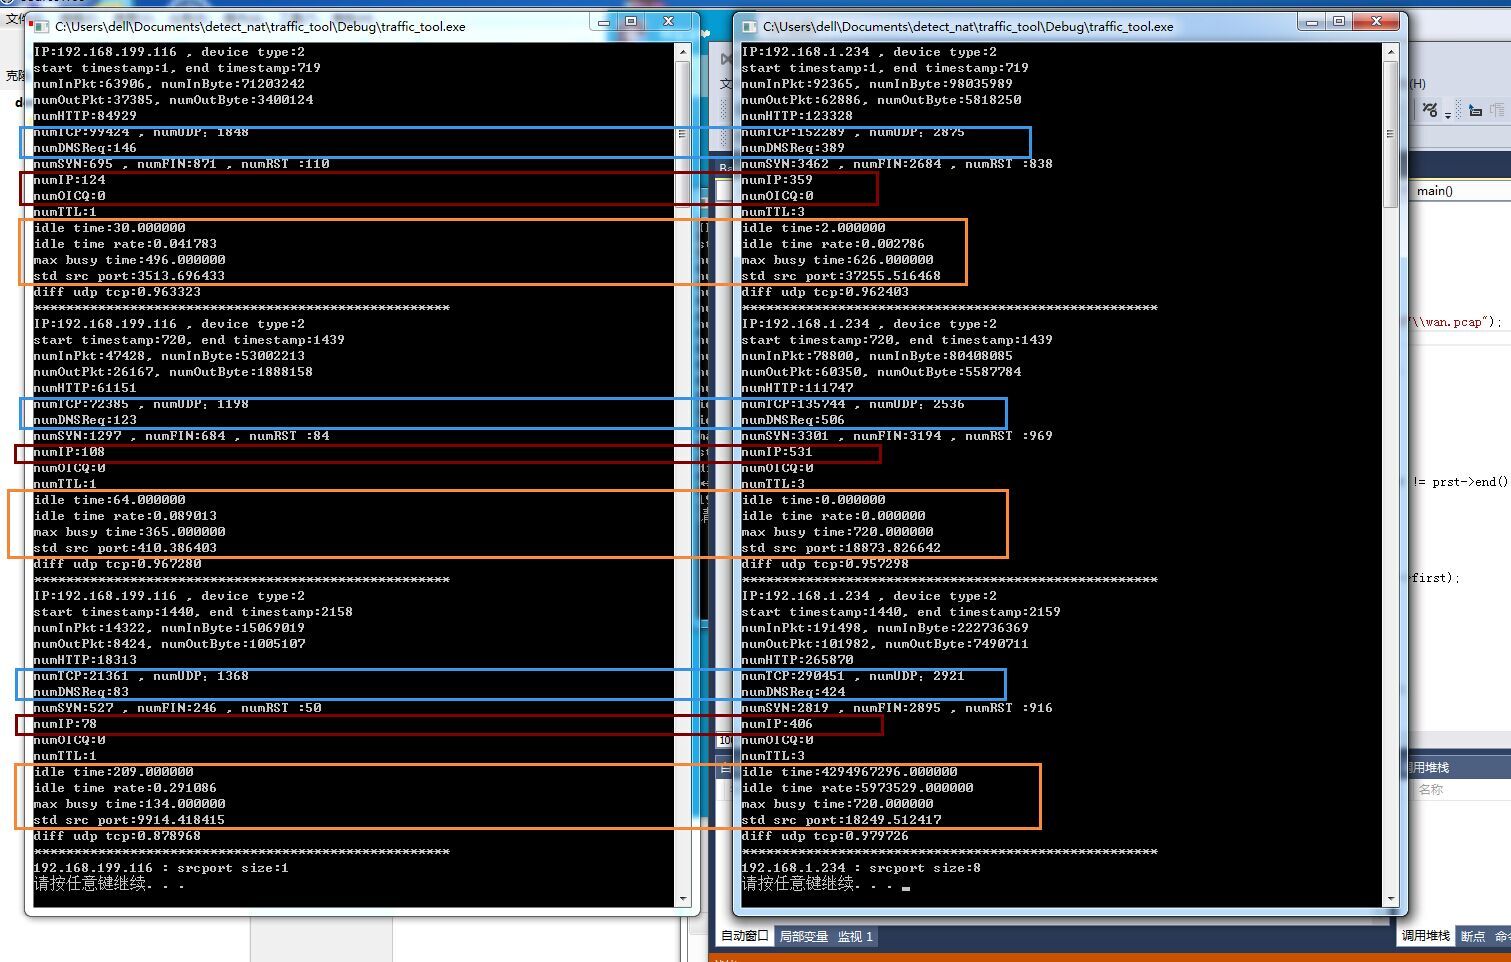 C:\Users\dell\Documents\detect_nat\traffic_tool\Debug\traffic_tool.exe
IP:192.168.199.116 , device type:2
start timestamp:1, end timestamp:719
numInPkt:63906, numInByte:71203242
numOutPkt:37385, numOutByte:3400124
numHTTP:84929
numTCP:99424 , numUDP：1848
numDNSReq:146
numSYN:695 , numFIN:871 , numRST :110
numIP:124
numOICQ:0
numTTL:1
idle time:30.000000
idle time rate:0.041783
max busy time:496.000000
std src port:3513.696433
diff udp tcp:0.963323
****************************************************
IP:192.168.199.116 , device type:2
start timestamp:720, end timestamp:1439
numInPkt:47428, numInByte:53002213
numOutPkt:26167, numOutByte:1888158
numHTTP:61151
numTCP:72385 , numUDP：1198
numDNSReq:123
numSYN:1297 , numFIN:684 , numRST :84
numIP:108
numOICQ:0
numTTL:1
idle time:64.000000
idle time rate:0.089013
max busy time:365.000000
std src port:410.386403
diff udp tcp:0.967280
****************************************************
IP:192.168.199.116 , device type:2
start timestamp:1440, end timestamp:2158
numInPkt:14322, numInByte:15069019
numOutPkt:8424, numOutByte:1005107
numHTTP:18313
numTCP:21361 , numUDP：1368
numDNSReq:83
numSYN:527 , numFIN:246 , numRST :50
numIP:78
numOICQ:0
numTTL:1
idle time:209.000000
idle time rate:0.291086
max busy time:134.000000
std src port:9914.418415
diff udp tcp:0.878968
****************************************************
192.168.199.116 : srcport size:1
请按任意键继续. . .
C:\Users\dell\Documents\detect_nat\traffic_tool\Debug\traffic_tool.exe
IP:192.168.1.234 , device type:2
start timestamp:1, end timestamp:719
numInPkt:92365, numInByte:98035989
numOutPkt:62886, numOutByte:5818250
numHTTP:123328
numTCP:152289 , numUDP：2875
numDNSReq:389
numSYN:3462 , numFIN:2684 , numRST :838
numIP:359
numOICQ:0
numTTL:3
idle time:2.000000
idle time rate:0.002786
max busy time:626.000000
std src port:37255.516468
diff udp tcp:0.962403
****************************************************
IP:192.168.1.234 , device type:2
start timestamp:720, end timestamp:1439
numInPkt:78800, numInByte:80408085
numOutPkt:60350, numOutByte:5587784
numHTTP:111747
numTCP:135744 , numUDP：2536
numDNSReq:506
numSYN:3301 , numFIN:3194 , numRST :969
numIP:531
numOICQ:0
numTTL:3
idle time:0.000000
idle time rate:0.000000
max busy time:720.000000
std src port:18873.826642
diff udp tcp:0.957298
****************************************************
IP:192.168.1.234 , device type:2
start timestamp:1440, end timestamp:2159
numInPkt:191498, numInByte:222736369
numOutPkt:101982, numOutByte:7490711
numHTTP:265870
numTCP:290451 , numUDP：2921
numDNSReq:424
numSYN:2819 , numFIN:2895 , numRST :916
numIP:406
numOICQ:0
numTTL:3
idle time:4294967296.000000
idle time rate:5973529.000000
max busy time:720.000000
std src port:18249.512417
diff udp tcp:0.979726
****************************************************
192.168.1.234 : srcport size:8
请按任意键继续. . .
(H)
main()
\\wan.pcap");
!= prst->end()
first);
调用堆栈
名称
自动窗口 局部变量 监视 1
调用堆栈 断点